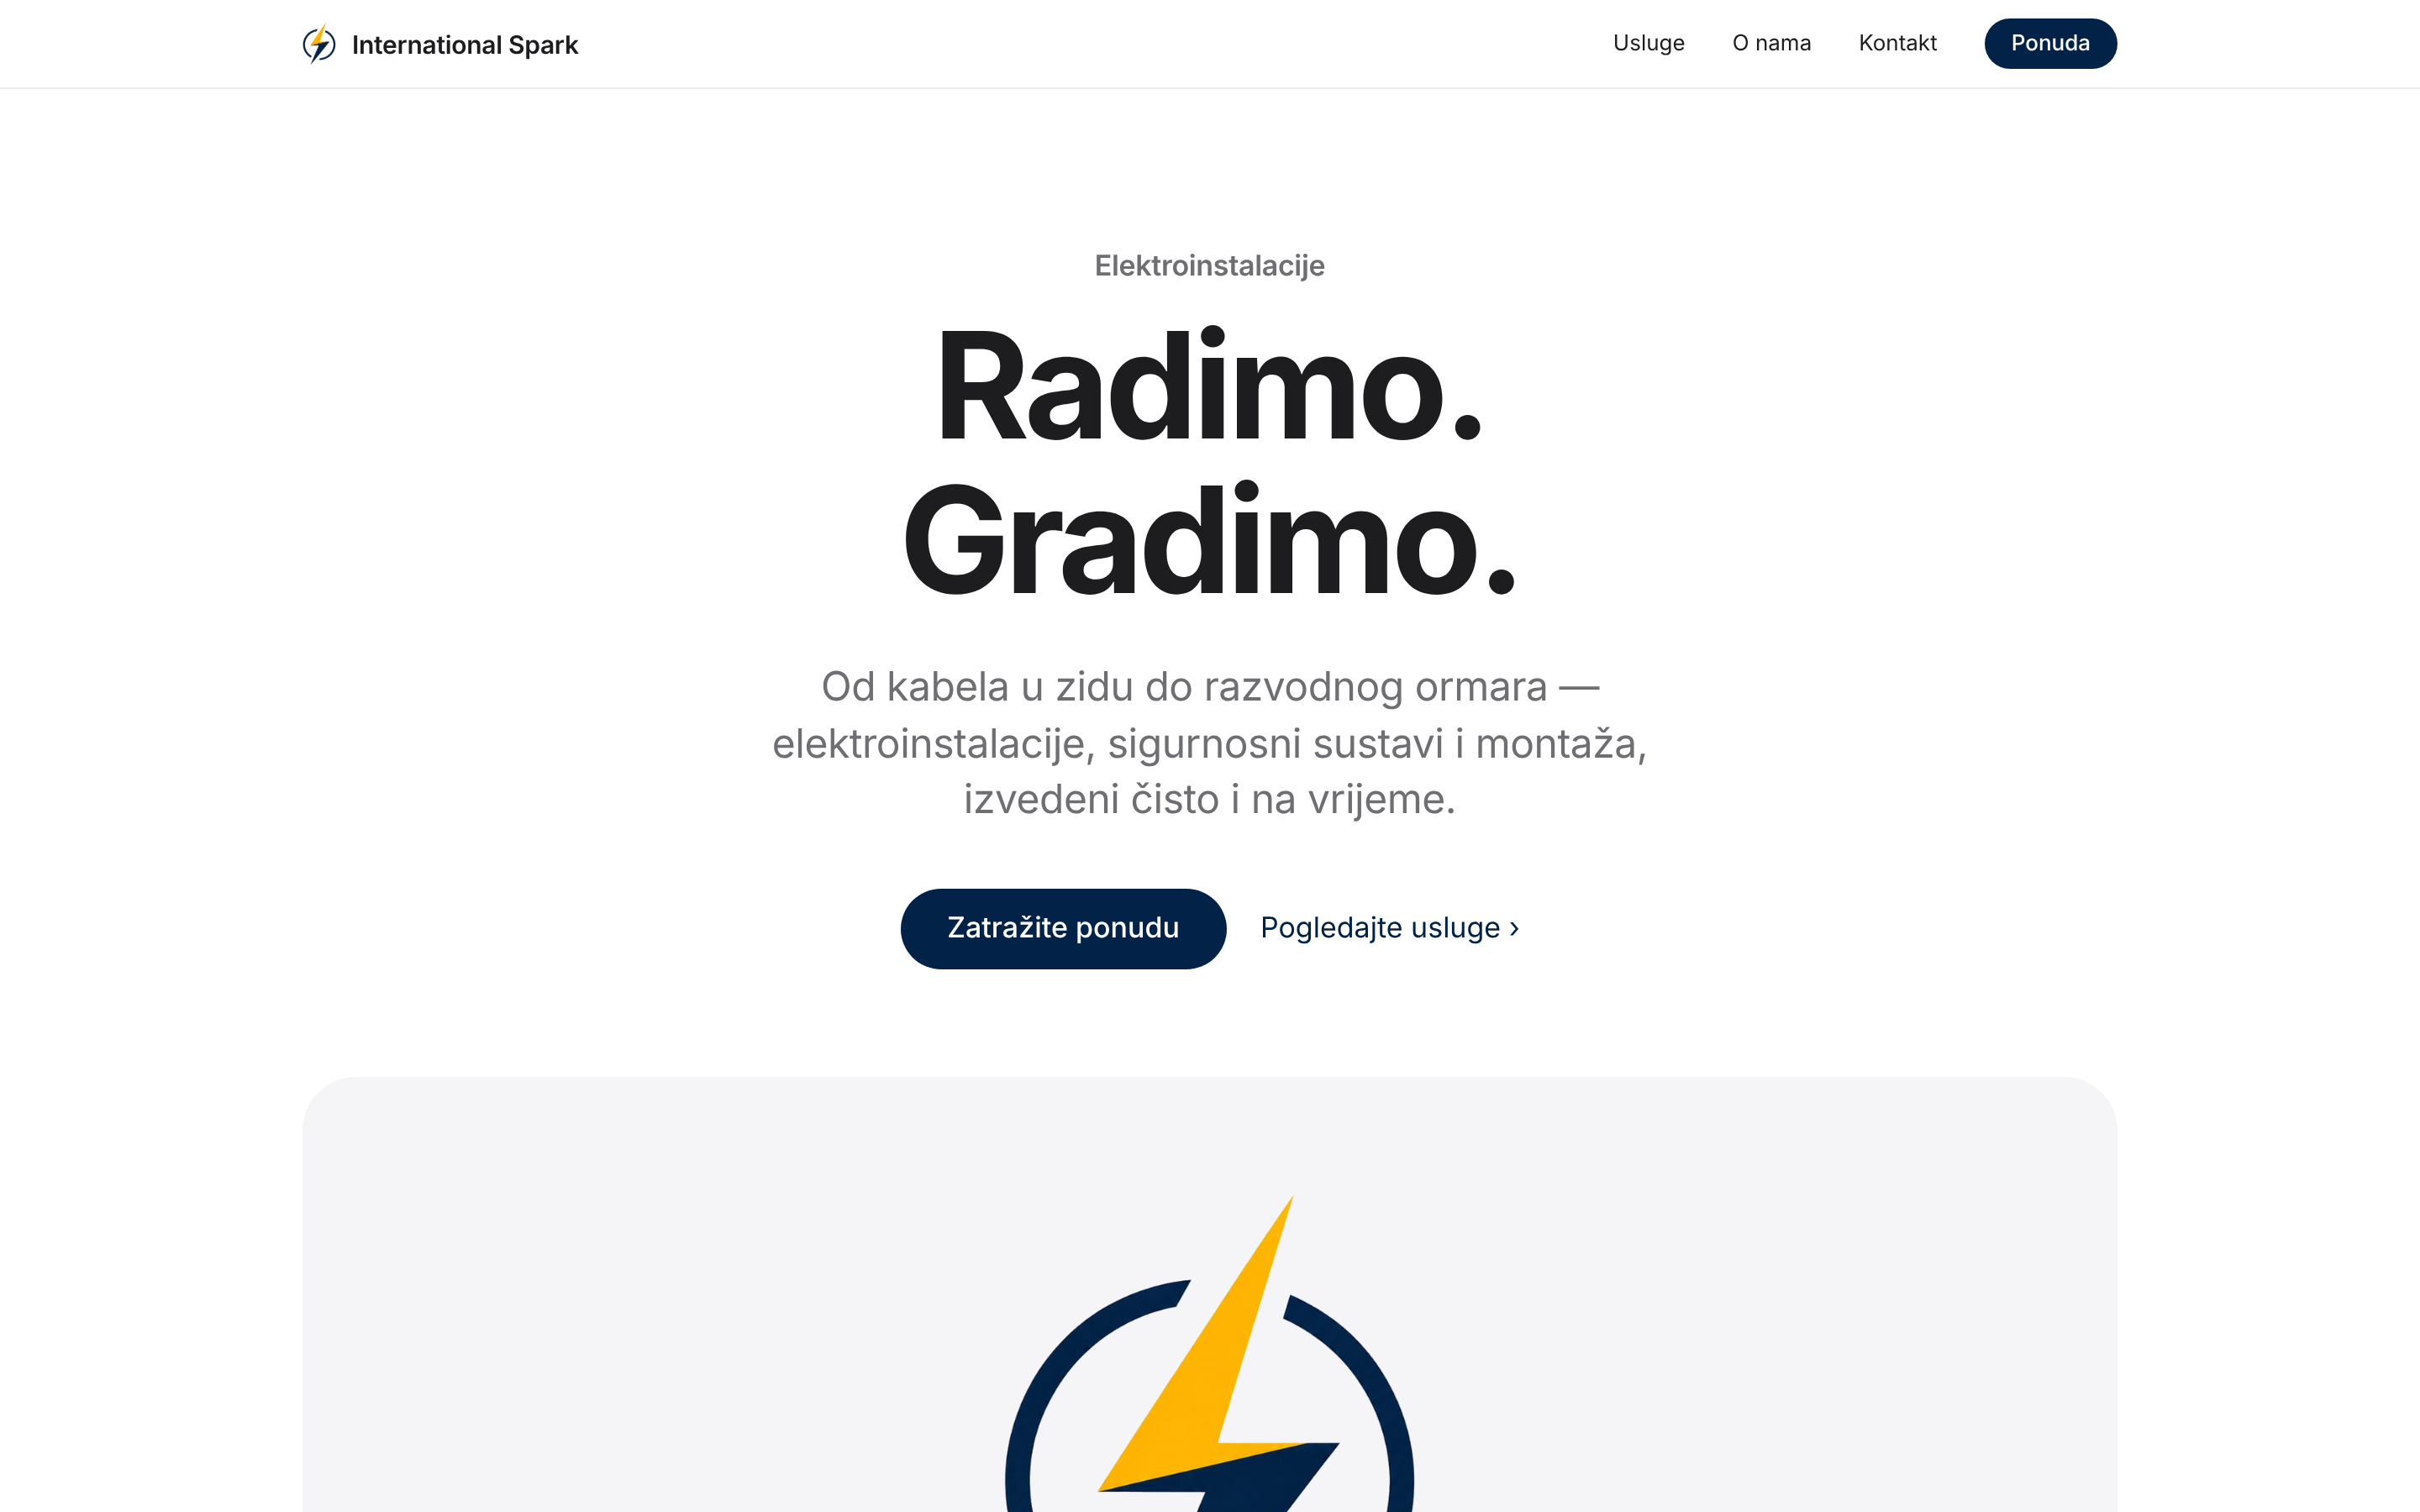 International Spark
Usluge
O nama
Kontakt
Ponuda
Elektroinstalacije
Radimo.
Gradimo.
Od kabela u zidu do razvodnog ormara —
elektroinstalacije, sigurnosni sustavi i montaža,
izvedeni čisto i na vrijeme.
Zatražite ponudu
Pogledajte usluge ›